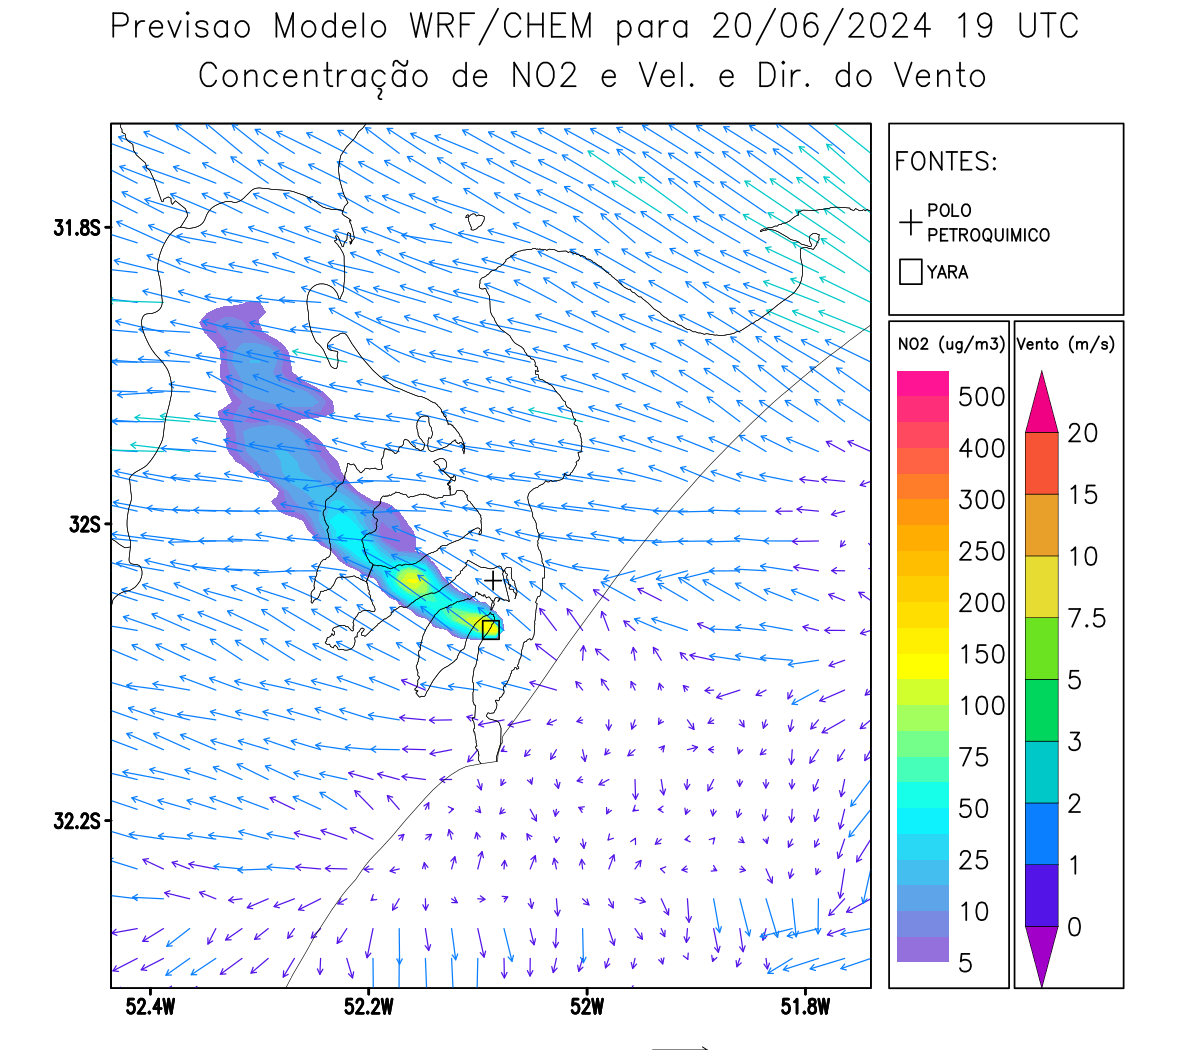 Previsao Modelo WRF/CHEM para 20/06/2024 19 UTC
Concentração de NO2 e Vel. e Dir. do Vento
FONTES:
POLO
PETROQUIMICO
YARA
NO2 (ug/m3)
500
400
300
250
200
150
100
75
50
25
10
5
Vento (m/s)
20
15
10
7.5
5
3
2
1
0
31.8S
32S
32.2S
52.4W
52.2W
52W
51.8W